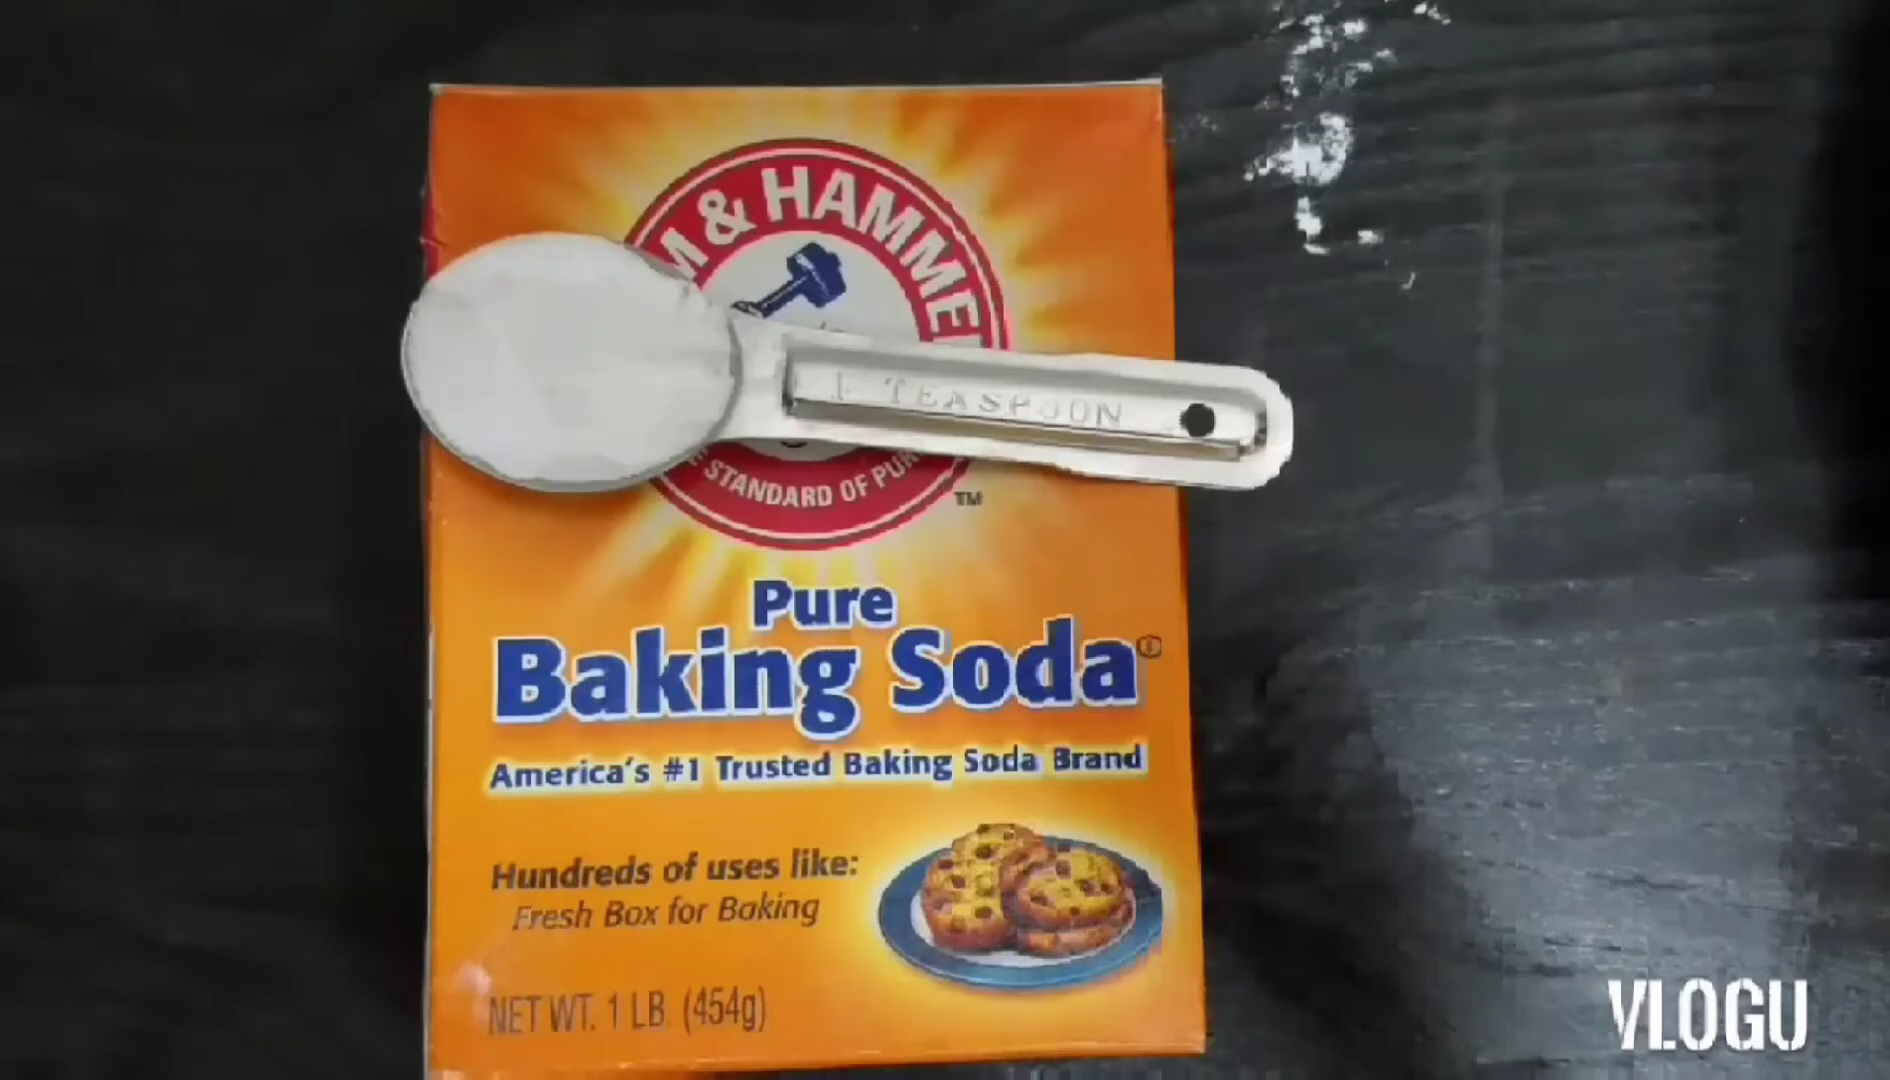 M & HAMME
1 TEASPOON
STANDARD OF PUR
TM
Pure
Baking Soda®
America's #1 Trusted Baking Soda Brand
Hundreds of uses like:
Fresh Box for Baking
NET WT. 1 LB. (454g)
VLOGU